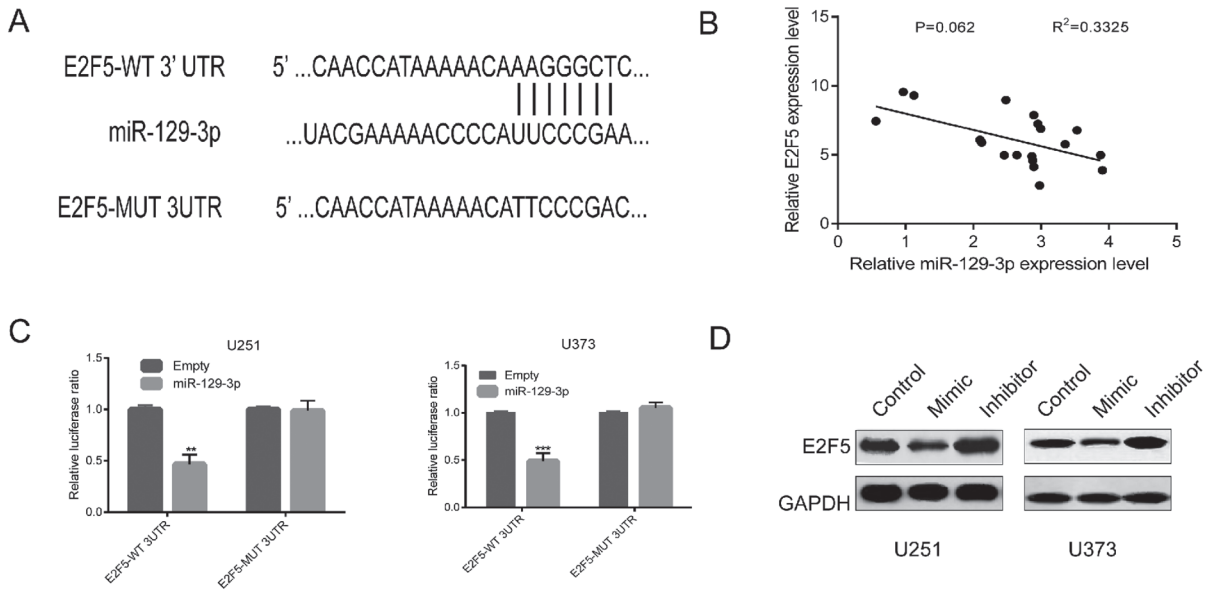 A
E2F5-WT 3' UTR 5' ...CAACCATAAAAACAAAGGGCTC...
miR-129-3p ...UACGAAAAACCCCAUUCCCGAA...
E2F5-MUT 3UTR 5' ...CAACCATAAAAACATTCCCGAC...
B
P=0.062 R²=0.3325
Relative E2F5 expression level
15
10
5
0
0 1 2 3 4 5
Relative miR-129-3p expression level
C
U251
Empty
miR-129-3p
Relative luciferase ratio
1.5
1.0
0.5
0.0
**
E2F5-WT 3UTR
E2F5-MUT 3UTR
U373
Empty
miR-129-3p
Relative luciferase ratio
1.5
1.0
0.5
0.0
***
E2F5-WT 3UTR
E2F5-MUT 3UTR
D
Control Mimic Inhibitor Control Mimic Inhibitor
E2F5
GAPDH
U251 U373